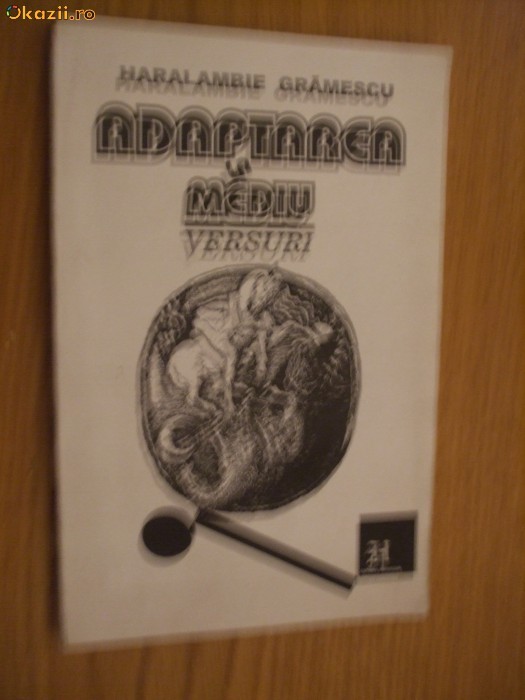 Okazii.ro
HARALAMBIE GRĂMESCU
ADAPTAREA
LA
MEDIU
VERSURI